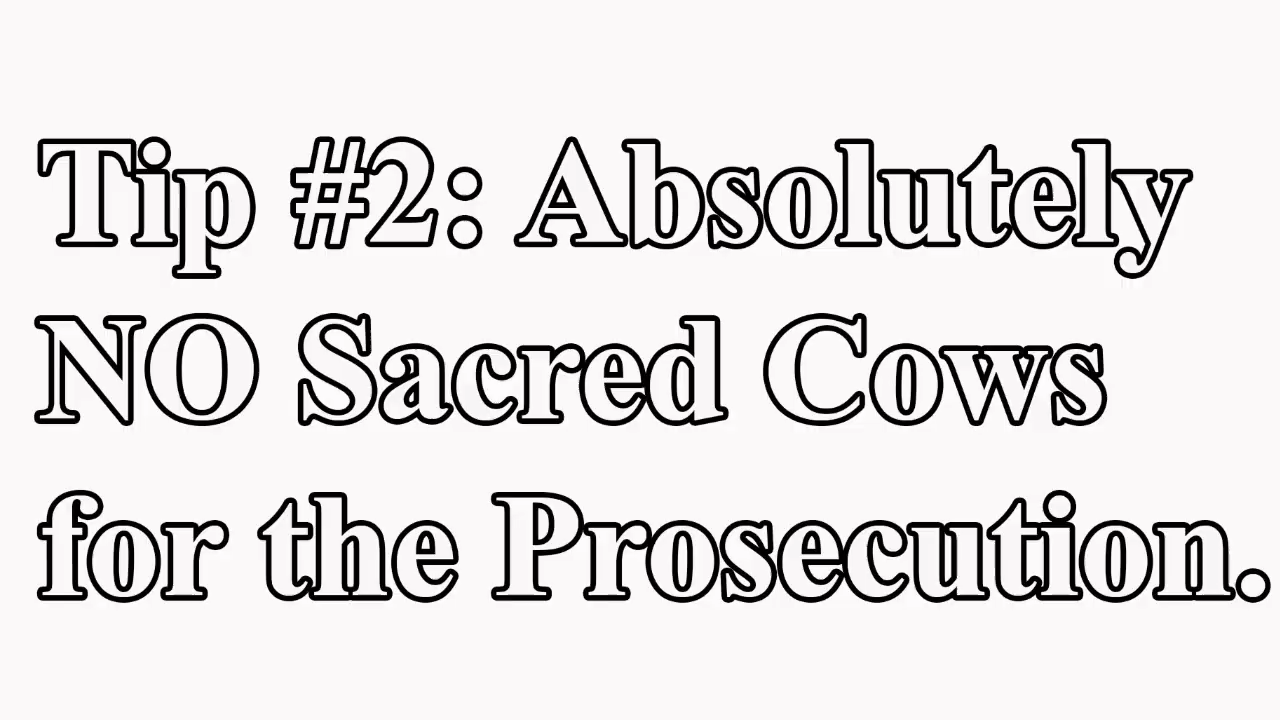 Tip #2: Absolutely
NO Sacred Cows
for the Prosecution.